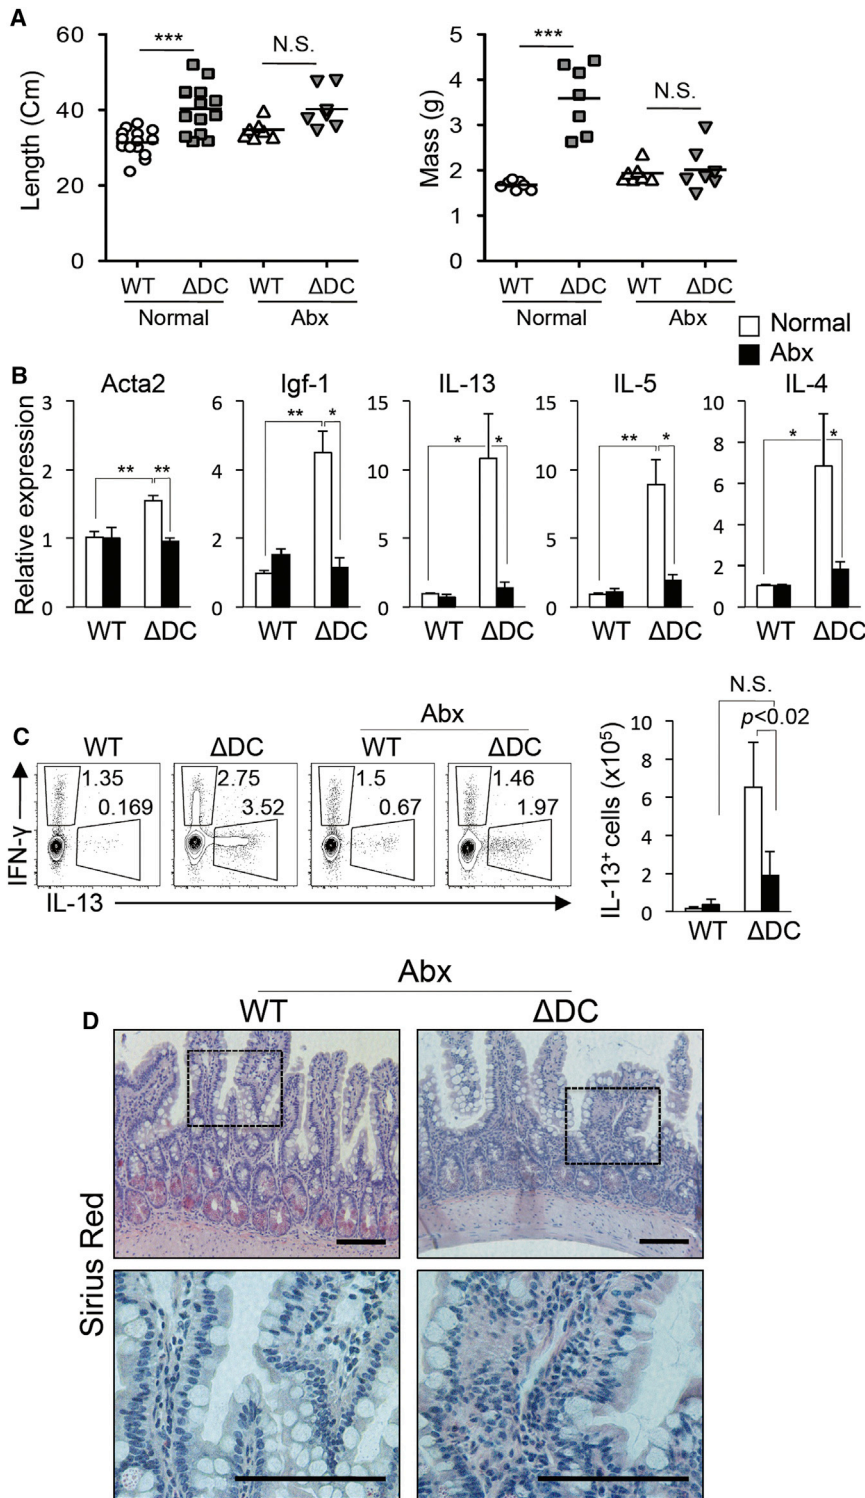 A
Length (Cm)
60
40
20
0
***
N.S.
WT ΔDC WT ΔDC
Normal Abx
Mass (g)
5
4
3
2
1
0
***
N.S.
WT ΔDC WT ΔDC
Normal Abx
Normal
Abx
B
Relative expression
Acta2
3
2
1
0
** **
WT ΔDC
Igf-1
6
4
2
0
** *
WT ΔDC
IL-13
15
10
5
0
* *
WT ΔDC
IL-5
15
10
5
0
** *
WT ΔDC
IL-4
10
8
6
4
2
0
* *
WT ΔDC
C
Abx
WT ΔDC WT ΔDC
1.35 2.75 1.5 1.46
0.169 3.52 0.67 1.97
IFN-γ
IL-13
IL-13⁺ cells (x10⁵)
N.S.
p<0.02
10
8
6
4
2
0
WT ΔDC
D
Abx
WT ΔDC
Sirius Red